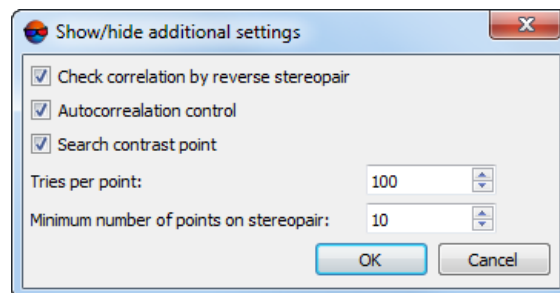 Show/hide additional settings
Check correlation by reverse stereopair
Autocorrealation control
Search contrast point
Tries per point: 100
Minimum number of points on stereopair: 10
OK Cancel